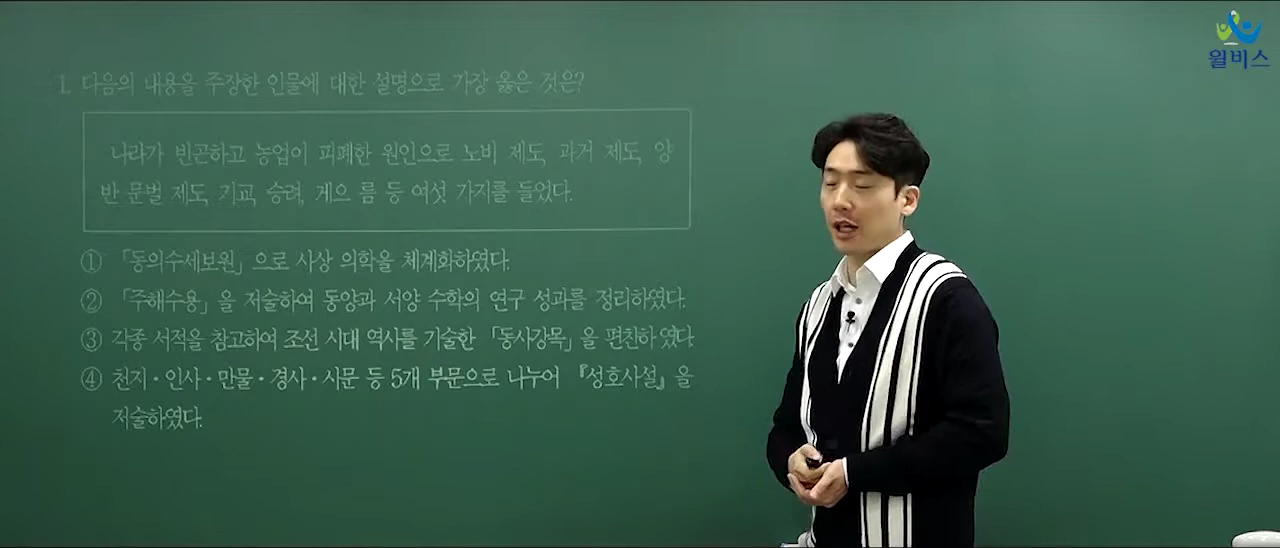 윌비스
1. 다음의 내용을 주장한 인물에 대한 설명으로 가장 옳은 것은?
나라가 빈곤하고 농업이 피폐한 원인으로 노비 제도, 과거 제도, 양
반 문벌 제도, 기교, 승려, 게으 름 등 여섯 가지를 들었다.
① 「동의수세보원」으로 사상 의학을 체계화하였다.
② 「주해수용」을 저술하여 동양과 서양 수학의 연구 성과를 정리하였다.
③ 각종 서적을 참고하여 조선 시대 역사를 기술한 「동사강목」을 편찬하 였다.
④ 천지·인사·만물·경사·시문 등 5개 부문으로 나누어 『성호사설』을
저술하였다.